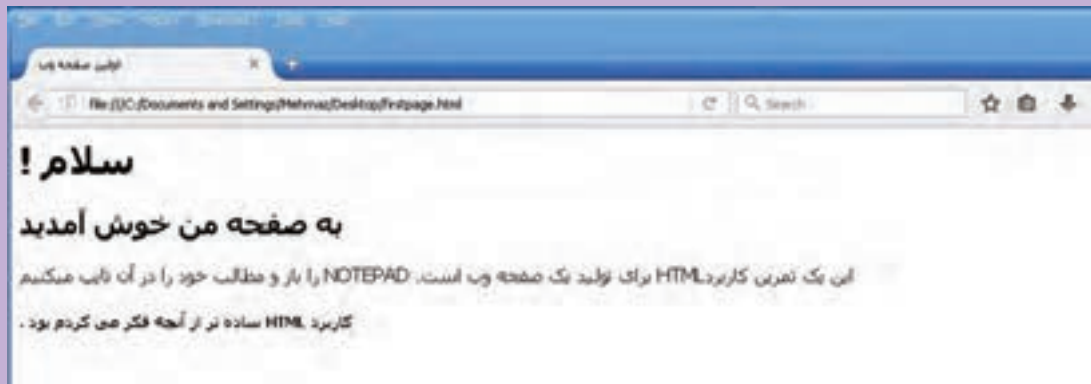 اولین صفحه وب
file:///C:/Documents and Settings/Mehrnaz/Desktop/firstpage.html
Search
سلام !
به صفحه من خوش آمدید
این یک تمرین کاربرد HTML برای تولید یک صفحه وب است. NOTEPAD را باز و مطالب خود را در آن تایپ میکنیم
کاربرد HTML ساده تر از آنچه فکر می کردم بود .